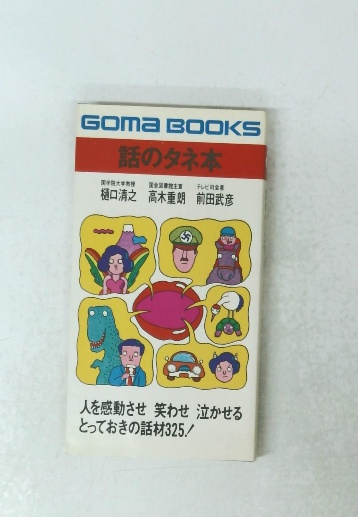 GOMA BOOKS
話のタネ本
国学院大学教授 国会図書館主査 テレビ司会者
樋口清之 高木重朗 前田武彦
人を感動させ 笑わせ 泣かせる
とっておきの話材325!